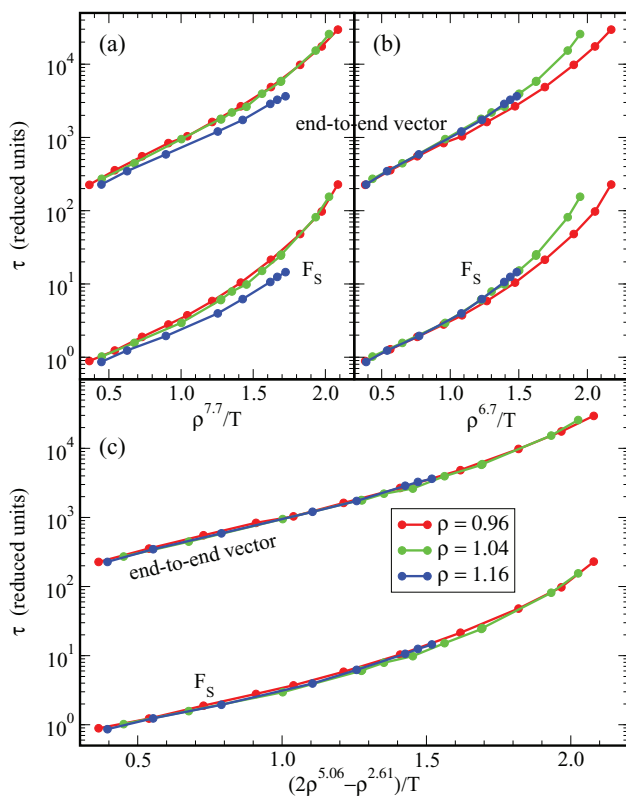 (a)
(b)
10^4
10^3
10^2
10^1
10^0
τ (reduced units)
end-to-end vector
F_S
F_S
0.5 1.0 1.5 2.0
0.5 1.0 1.5 2.0
ρ^7.7/T
ρ^6.7/T
(c)
10^4
10^3
10^2
10^1
10^0
τ (reduced units)
end-to-end vector
ρ = 0.96
ρ = 1.04
ρ = 1.16
F_S
0.5 1.0 1.5 2.0
(2ρ^5.06−ρ^2.61)/T